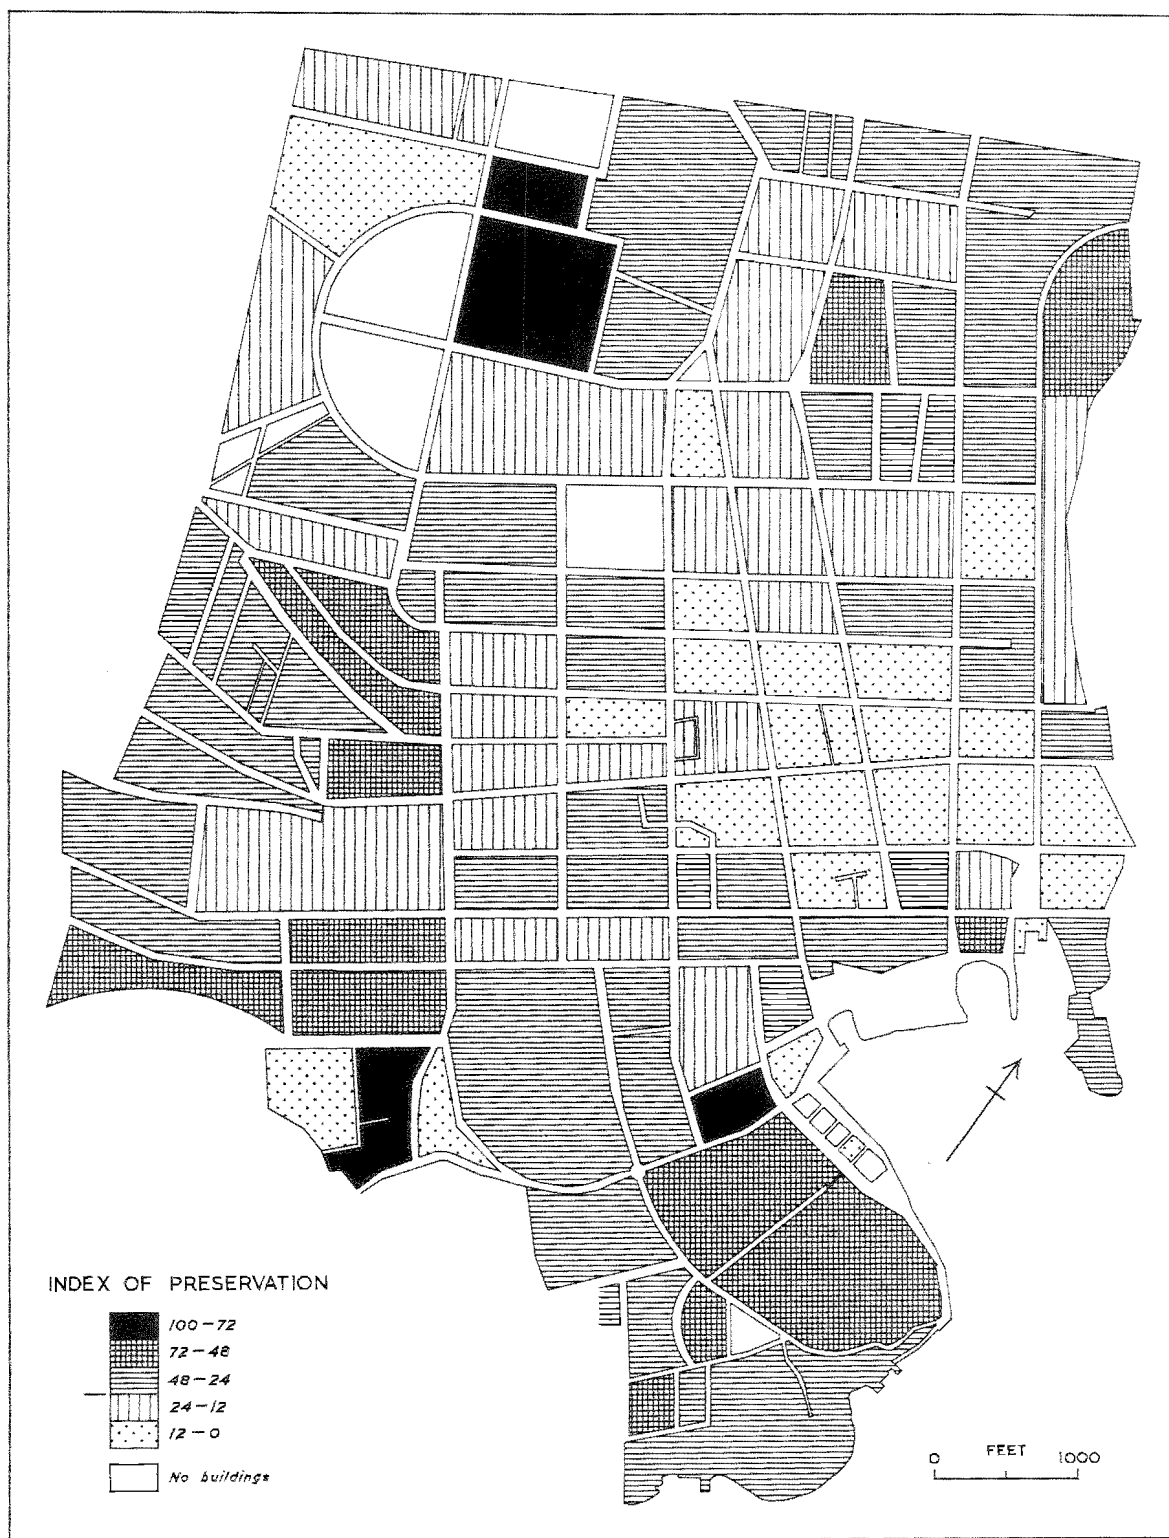 INDEX OF PRESERVATION
100-72
72-48
48-24
24-12
12-0
No buildings
0 FEET 1000